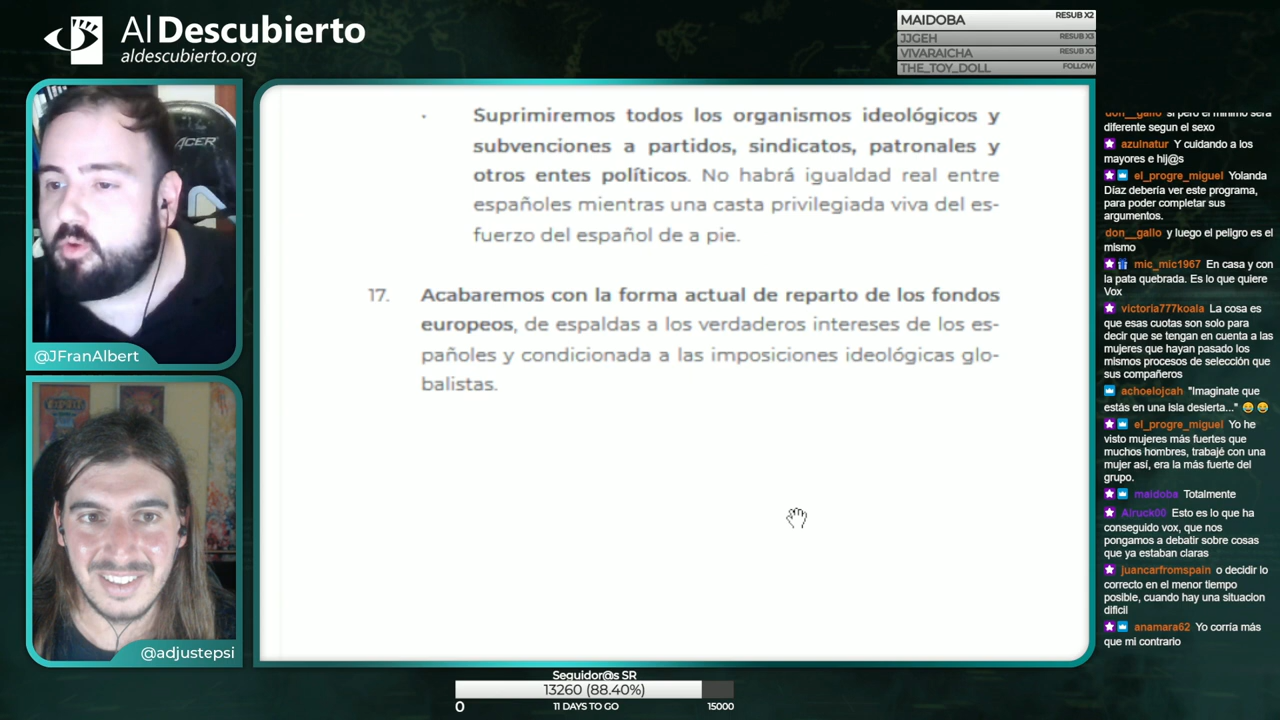 Al Descubierto
aldescubierto.org
MAIDOBA RESUB X2
JJGEH RESUB X3
VIVARAICHA RESUB X3
THE_TOY_DOLL FOLLOW
ACER
@JFranAlbert
@adjustepsi
· Suprimiremos todos los organismos ideológicos y
subvenciones a partidos, sindicatos, patronales y
otros entes políticos. No habrá igualdad real entre
españoles mientras una casta privilegiada viva del es-
fuerzo del español de a pie.
17. Acabaremos con la forma actual de reparto de los fondos
europeos, de espaldas a los verdaderos intereses de los es-
pañoles y condicionada a las imposiciones ideológicas glo-
balistas.
don__gallo si pero el minimo sera
diferente segun el sexo
azulnatur Y cuidando a los
mayores e hij@s
el_progre_miguel Yolanda
Díaz debería ver este programa,
para poder completar sus
argumentos.
don__gallo y luego el peligro es el
mismo
mic_mic1967 En casa y con
la pata quebrada. Es lo que quiere
Vox
victoria777koala La cosa es
que esas cuotas son solo para
decir que se tengan en cuenta a las
mujeres que hayan pasado los
mismos procesos de selección que
sus compañeros
achoelojcah "Imaginate que
estás en una isla desierta..." 😂 😂
el_progre_miguel Yo he
visto mujeres más fuertes que
muchos hombres, trabajé con una
mujer así, era la más fuerte del
grupo.
maidoba Totalmente
Airuck00 Esto es lo que ha
conseguido vox, que nos
pongamos a debatir sobre cosas
que ya estaban claras
juancarfromspain o decidir lo
correcto en el menor tiempo
posible, cuando hay una situacion
dificil
anamara62 Yo corría más
que mi contrario
Seguidor@s SR
13260 (88.40%)
0 11 DAYS TO GO 15000